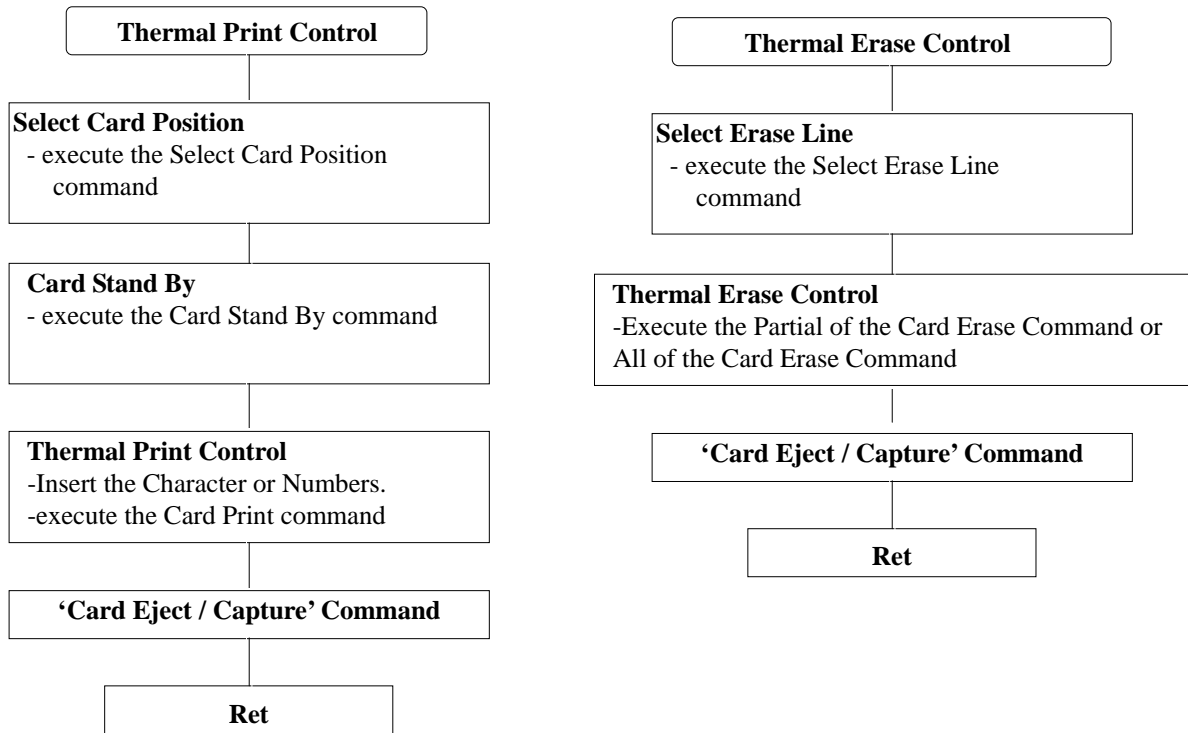 Thermal Print Control
Select Card Position
- execute the Select Card Position
command
Card Stand By
- execute the Card Stand By command
Thermal Print Control
-Insert the Character or Numbers.
-execute the Card Print command
‘Card Eject / Capture’ Command
Ret
Thermal Erase Control
Select Erase Line
- execute the Select Erase Line
command
Thermal Erase Control
-Execute the Partial of the Card Erase Command or
All of the Card Erase Command
‘Card Eject / Capture’ Command
Ret